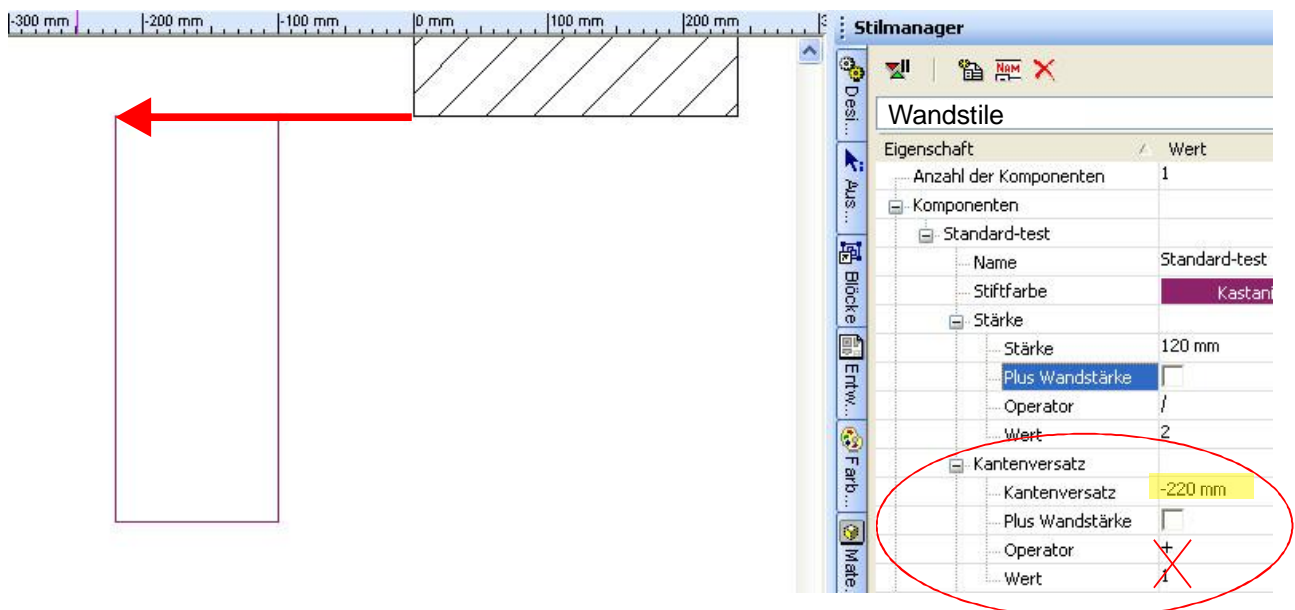 -300 mm -200 mm -100 mm 0 mm 100 mm 200 mm 3
Stilmanager
NAM
Wandstile
Eigenschaft Wert
Anzahl der Komponenten 1
Komponenten
Standard-test
Name Standard-test
Stiftfarbe Kastani
Stärke
Stärke 120 mm
Plus Wandstärke
Operator /
Wert 2
Kantenversatz
Kantenversatz -220 mm
Plus Wandstärke
Operator +
Wert 1
Desi...
Aus...
Blöcke
Entw...
Farb...
Mate.